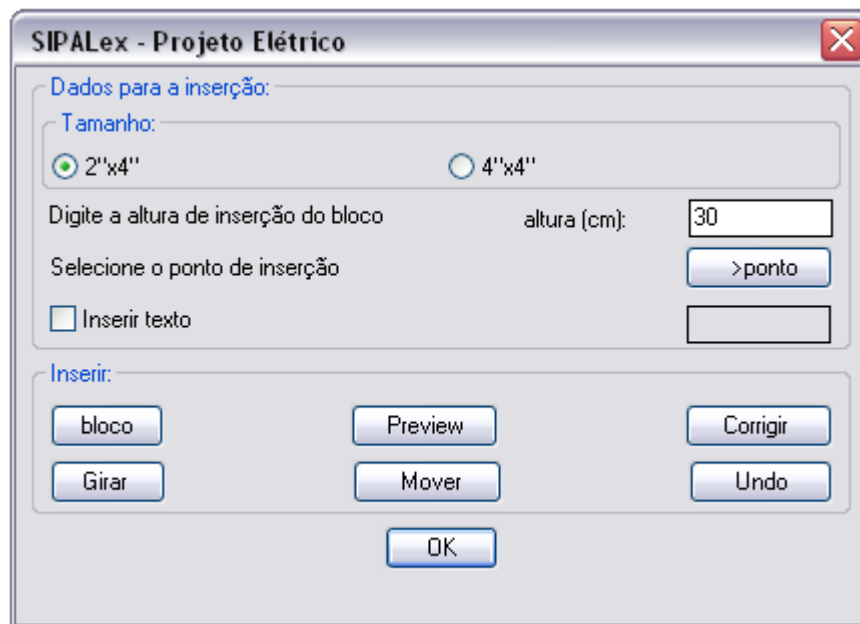 SIPALex - Projeto Elétrico
Dados para a inserção:
Tamanho:
2''x4'' 4''x4''
Digite a altura de inserção do bloco altura (cm): 30
Selecione o ponto de inserção >ponto
Inserir texto
Inserir:
bloco Preview Corrigir
Girar Mover Undo
OK